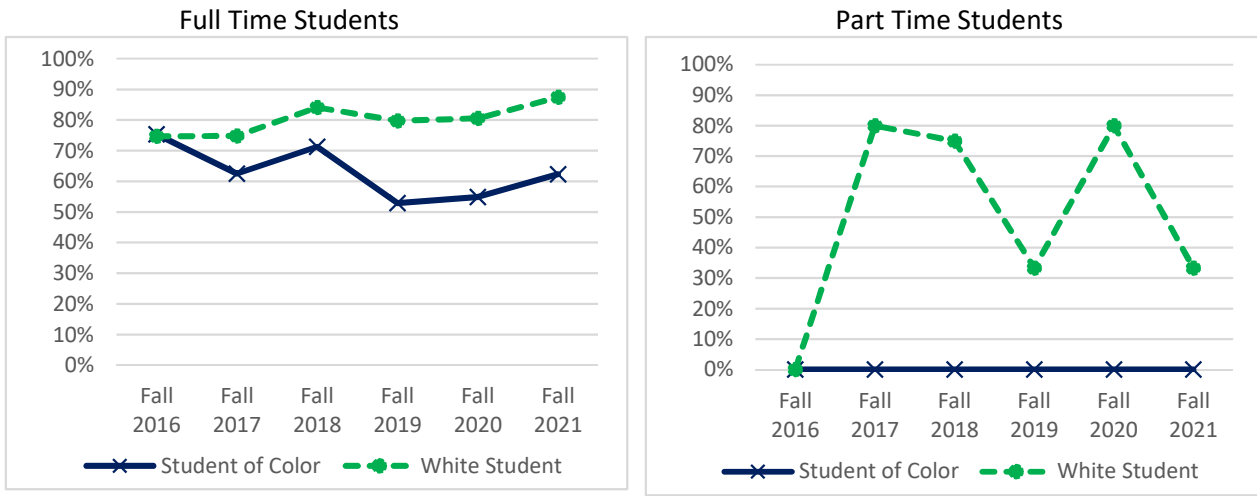 Full Time Students
100%
90%
80%
70%
60%
50%
40%
30%
20%
10%
0%
Fall Fall Fall Fall Fall Fall
2016 2017 2018 2019 2020 2021
Student of Color White Student
Part Time Students
100%
90%
80%
70%
60%
50%
40%
30%
20%
10%
0%
Fall Fall Fall Fall Fall Fall
2016 2017 2018 2019 2020 2021
Student of Color White Student